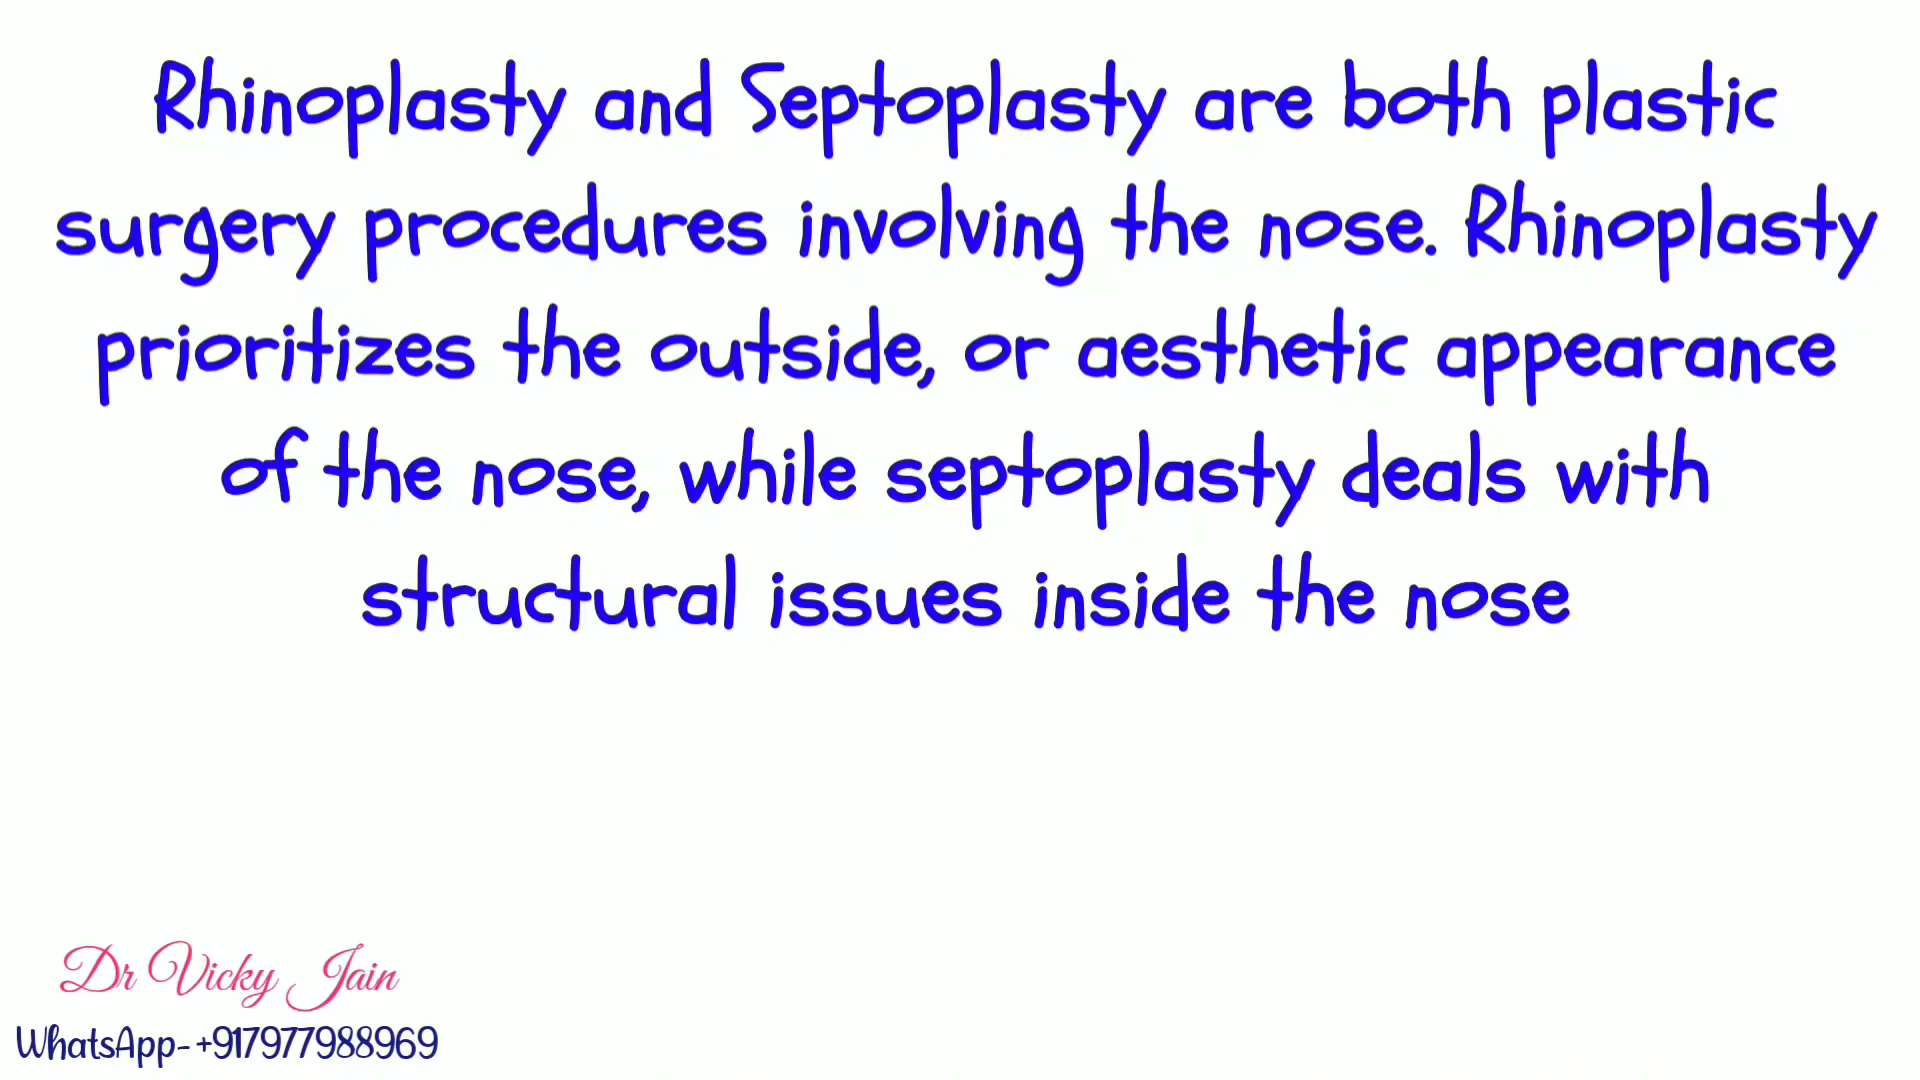 Rhinoplasty and Septoplasty are both plastic
surgery procedures involving the nose. Rhinoplasty
prioritizes the outside, or aesthetic appearance
of the nose, while septoplasty deals with
structural issues inside the nose
Dr Vicky Jain
WhatsApp-+917977988969